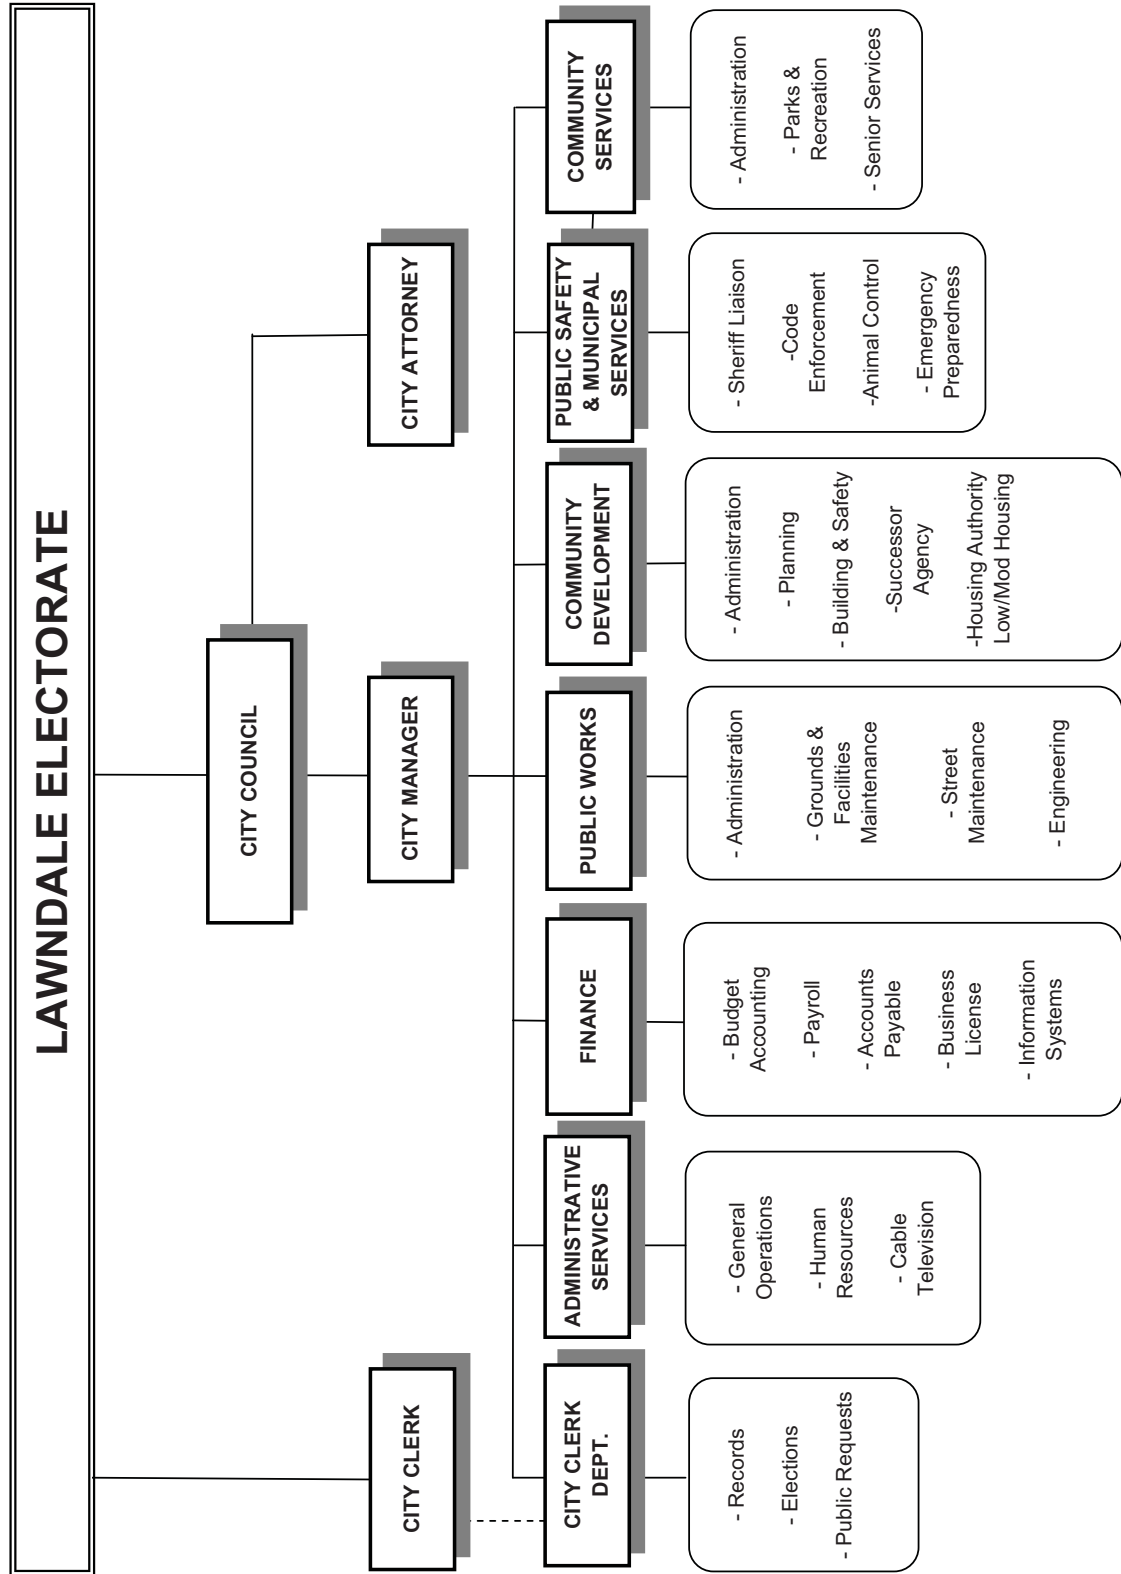 LAWNDALE ELECTORATE
CITY COUNCIL
CITY CLERK
CITY MANAGER
CITY ATTORNEY
CITY CLERK
DEPT.
ADMINISTRATIVE
SERVICES
FINANCE
PUBLIC WORKS
COMMUNITY
DEVELOPMENT
PUBLIC SAFETY
& MUNICIPAL
SERVICES
COMMUNITY
SERVICES
- Records
- Elections
- Public Requests
- General
Operations
- Human
Resources
- Cable
Television
- Budget
Accounting
- Payroll
- Accounts
Payable
- Business
License
- Information
Systems
- Administration
- Grounds &
Facilities
Maintenance
- Street
Maintenance
- Engineering
- Administration
- Planning
- Building & Safety
-Successor
Agency
-Housing Authority
Low/Mod Housing
- Sheriff Liaison
-Code
Enforcement
-Animal Control
- Emergency
Preparedness
- Administration
- Parks &
Recreation
- Senior Services